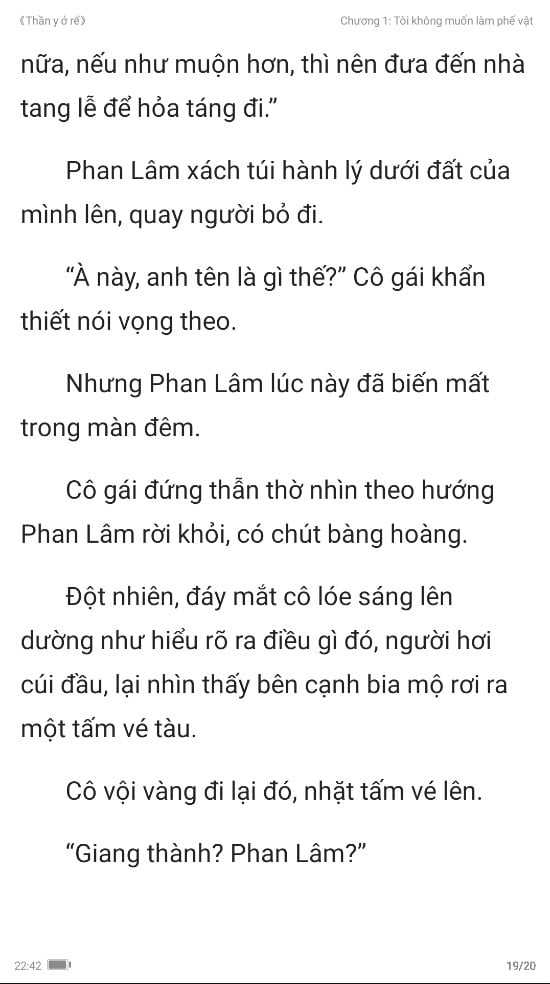 《Thần y ở rể》
Chương 1: Tôi không muốn làm phế vật
nữa, nếu như muộn hơn, thì nên đưa đến nhà
tang lễ để hỏa táng đi.”
Phan Lâm xách túi hành lý dưới đất của
mình lên, quay người bỏ đi.
“À này, anh tên là gì thế?” Cô gái khẩn
thiết nói vọng theo.
Nhưng Phan Lâm lúc này đã biến mất
trong màn đêm.
Cô gái đứng thẫn thờ nhìn theo hướng
Phan Lâm rời khỏi, có chút bàng hoàng.
Đột nhiên, đáy mắt cô lóe sáng lên
dường như hiểu rõ ra điều gì đó, người hơi
cúi đầu, lại nhìn thấy bên cạnh bia mộ rơi ra
một tấm vé tàu.
Cô vội vàng đi lại đó, nhặt tấm vé lên.
“Giang thành? Phan Lâm?”
22:42
19/20